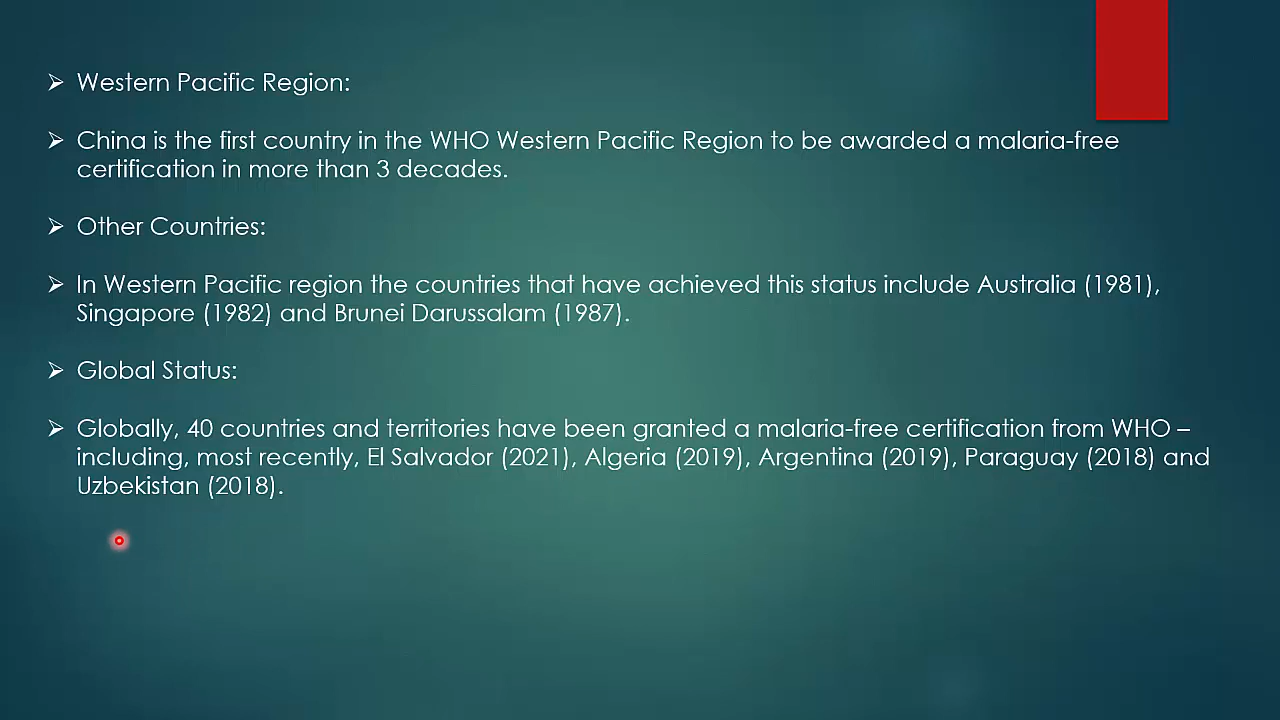 Western Pacific Region:
China is the first country in the WHO Western Pacific Region to be awarded a malaria-free
certification in more than 3 decades.
Other Countries:
In Western Pacific region the countries that have achieved this status include Australia (1981),
Singapore (1982) and Brunei Darussalam (1987).
Global Status:
Globally, 40 countries and territories have been granted a malaria-free certification from WHO –
including, most recently, El Salvador (2021), Algeria (2019), Argentina (2019), Paraguay (2018) and
Uzbekistan (2018).